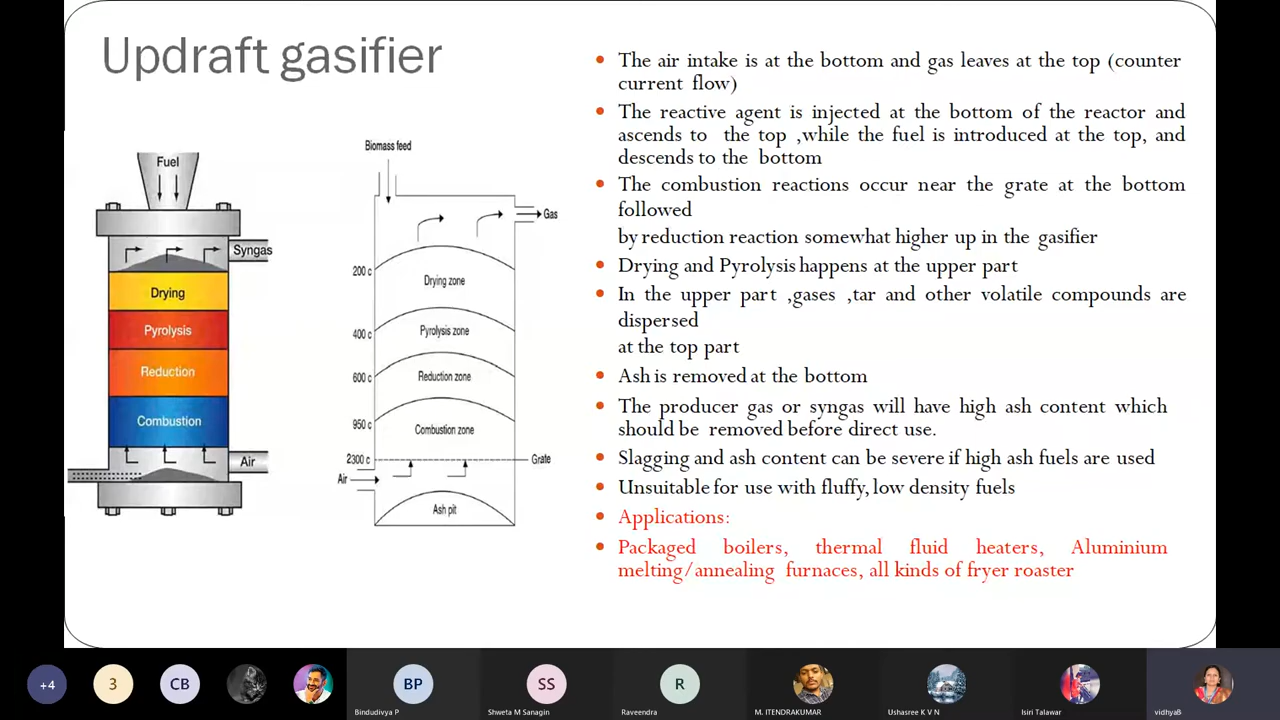 Updraft gasifier
Fuel
Syngas
Drying
Pyrolysis
Reduction
Combustion
Air
Biomass feed
Gas
200 c
Drying zone
400 c
Pyrolysis zone
600 c
Reduction zone
950 c
Combustion zone
2300 c
Grate
Air
Ash pit
The air intake is at the bottom and gas leaves at the top (counter
current flow)
The reactive agent is injected at the bottom of the reactor and
ascends to the top ,while the fuel is introduced at the top, and
descends to the bottom
The combustion reactions occur near the grate at the bottom
followed
by reduction reaction somewhat higher up in the gasifier
Drying and Pyrolysis happens at the upper part
In the upper part ,gases ,tar and other volatile compounds are
dispersed
at the top part
Ash is removed at the bottom
The producer gas or syngas will have high ash content which
should be removed before direct use.
Slagging and ash content can be severe if high ash fuels are used
Unsuitable for use with fluffy, low density fuels
Applications:
Packaged boilers, thermal fluid heaters, Aluminium
melting/annealing furnaces, all kinds of fryer roaster
+4
3
CB
BP
Bindudivya P
SS
Shweta M Sanagin
R
Raveendra
M. ITENDRAKUMAR
Ushasree K V N
Isiri Talawar
vidhyaB